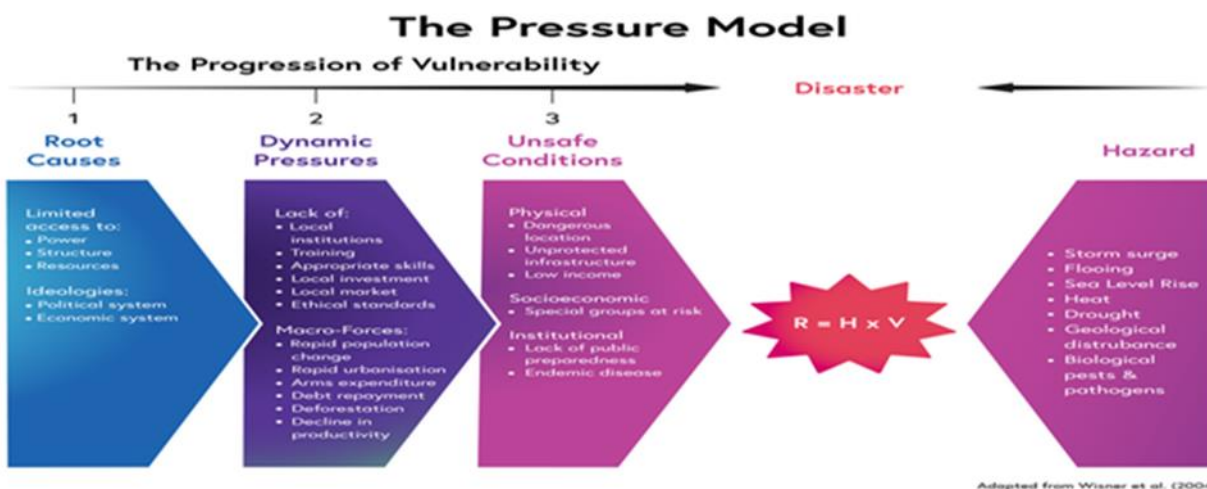 The Pressure Model
The Progression of Vulnerability
Disaster
1
2
3
Root
Causes
Dynamic
Pressures
Unsafe
Conditions
Hazard
Limited
access to:
• Power
• Structure
• Resources
Ideologies:
• Political system
• Economic system
Lack of:
• Local
institutions
• Training
• Appropriate skills
• Local investment
• Local market
• Ethical standards
Macro-Forces:
• Rapid population
change
• Rapid urbanisation
• Arms expenditure
• Debt repayment
• Deforestation
• Decline in
productivity
Physical
• Dangerous
location
• Unprotected
infrastructure
• Low income
Socioeconomic
• Special groups at risk
Institutional
• Lack of public
preparedness
• Endemic disease
R = H x V
• Storm surge
• Flooing
• Sea Level Rise
• Heat
• Drought
• Geological
distrubance
• Biological
pests &
pathogens
Adapted from Wisner et al. (200